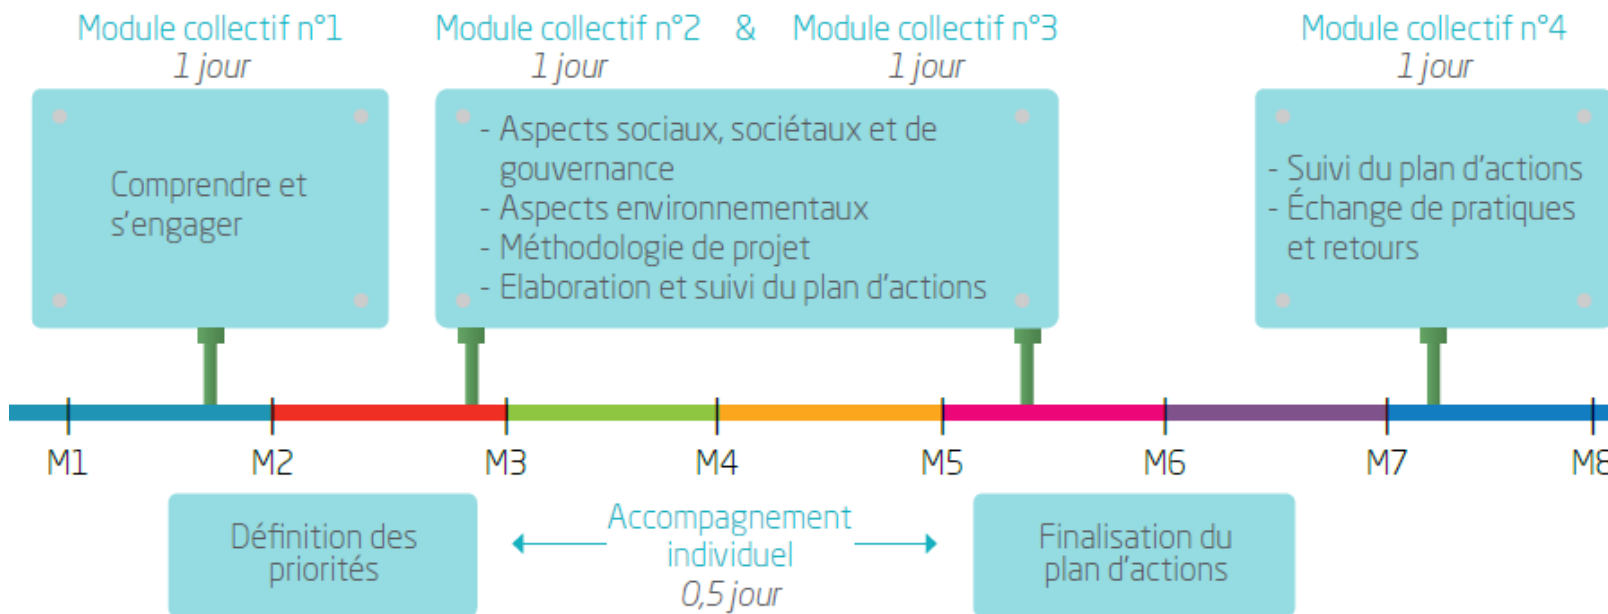 Module collectif n°1
1 jour
Module collectif n°2 & Module collectif n°3
1 jour 1 jour
Module collectif n°4
1 jour
Comprendre et
s'engager
- Aspects sociaux, sociétaux et de
gouvernance
- Aspects environnementaux
- Méthodologie de projet
- Elaboration et suivi du plan d'actions
- Suivi du plan d'actions
- Échange de pratiques
et retours
M1 M2 M3 M4 M5 M6 M7 M8
Définition des
priorités
Accompagnement
individuel
0,5 jour
Finalisation du
plan d'actions